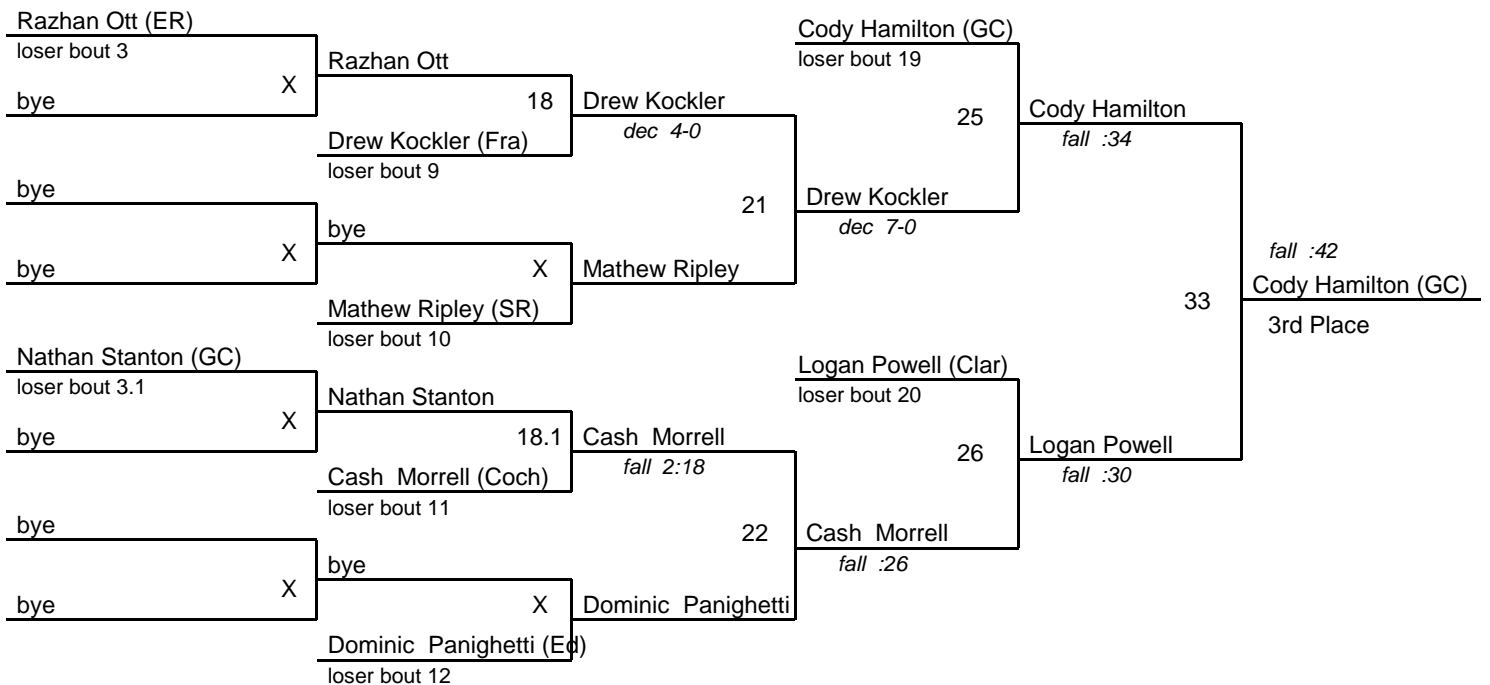 Razhan Ott (ER)
loser bout 3
X
bye
Razhan Ott
18
Drew Kockler (Fra)
loser bout 9
Drew Kockler
dec 4-0
Cody Hamilton (GC)
loser bout 19
25
Cody Hamilton
fall :34
bye
X
bye
bye
X
Mathew Ripley (SR)
loser bout 10
Mathew Ripley
21
Drew Kockler
dec 7-0
33
fall :42
Cody Hamilton (GC)
3rd Place
Nathan Stanton (GC)
loser bout 3.1
X
bye
Nathan Stanton
18.1
Cash Morrell (Coch)
loser bout 11
Cash Morrell
fall 2:18
Logan Powell (Clar)
loser bout 20
26
Logan Powell
fall :30
bye
X
bye
bye
X
Dominic Panighetti (Ed)
loser bout 12
Dominic Panighetti
22
Cash Morrell
fall :26